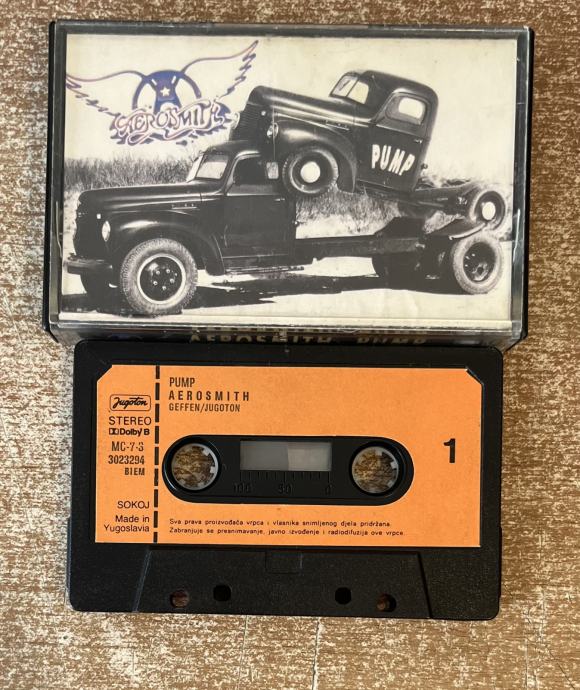 AEROSMITH
PUMP
AEROSMITH PUMP
Jugoton
STEREO
Dolby B
MC-7-S
3023294
BIEM
SOKOJ
Made in
Yugoslavia
PUMP
AEROSMITH
GEFFEN/JUGOTON
1
100 50 0
Sva prava proizvođača vrpca i vlasnika snimljenog djela pridržana.
Zabranjuje se presnimavanje, javno izvođenje i radiodifuzija ove vrpce.